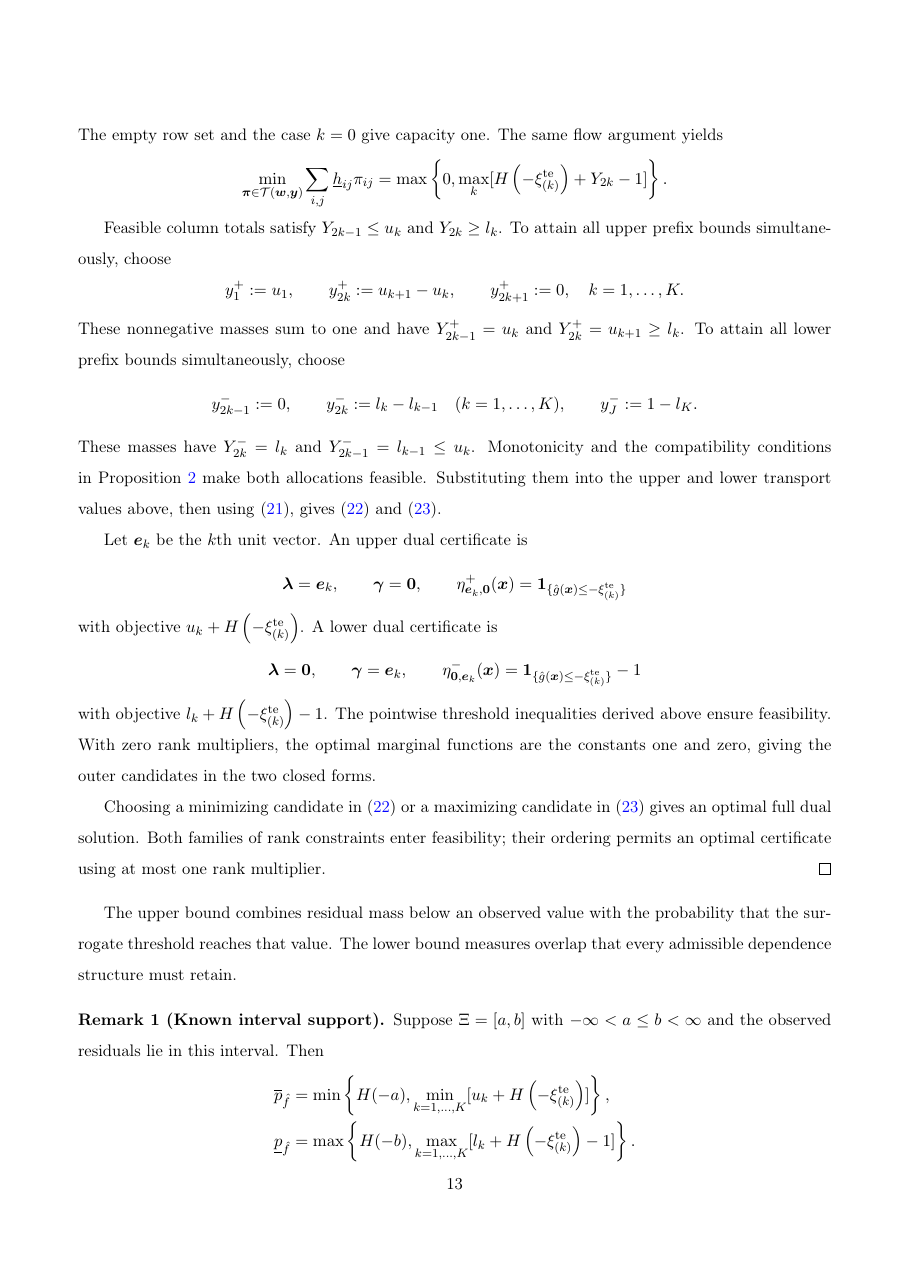 The empty row set and the case k = 0 give capacity one. The same flow argument yields
min_{π∈𝒯(w,y)} ∑_{i,j} h̲_{ij}π_{ij} = max {0, max_k[H(−ξ^{te}_{(k)}) + Y_{2k} − 1]}.
Feasible column totals satisfy Y_{2k−1} ≤ u_k and Y_{2k} ≥ l_k. To attain all upper prefix bounds simultane-
ously, choose
y^+_1 := u_1, y^+_{2k} := u_{k+1} − u_k, y^+_{2k+1} := 0, k = 1, . . . , K.
These nonnegative masses sum to one and have Y^+_{2k−1} = u_k and Y^+_{2k} = u_{k+1} ≥ l_k. To attain all lower
prefix bounds simultaneously, choose
y^−_{2k−1} := 0, y^−_{2k} := l_k − l_{k−1} (k = 1, . . . , K), y^−_J := 1 − l_K.
These masses have Y^−_{2k} = l_k and Y^−_{2k−1} = l_{k−1} ≤ u_k. Monotonicity and the compatibility conditions
in Proposition 2 make both allocations feasible. Substituting them into the upper and lower transport
values above, then using (21), gives (22) and (23).
Let e_k be the kth unit vector. An upper dual certificate is
λ = e_k, γ = 0, η^+_{e_k,0}(x) = 1_{{ĝ(x)≤−ξ^{te}_{(k)}}}
with objective u_k + H(−ξ^{te}_{(k)}). A lower dual certificate is
λ = 0, γ = e_k, η^−_{0,e_k}(x) = 1_{{ĝ(x)≤−ξ^{te}_{(k)}}} − 1
with objective l_k + H(−ξ^{te}_{(k)}) − 1. The pointwise threshold inequalities derived above ensure feasibility.
With zero rank multipliers, the optimal marginal functions are the constants one and zero, giving the
outer candidates in the two closed forms.
Choosing a minimizing candidate in (22) or a maximizing candidate in (23) gives an optimal full dual
solution. Both families of rank constraints enter feasibility; their ordering permits an optimal certificate
using at most one rank multiplier. □
The upper bound combines residual mass below an observed value with the probability that the sur-
rogate threshold reaches that value. The lower bound measures overlap that every admissible dependence
structure must retain.
Remark 1 (Known interval support). Suppose Ξ = [a, b] with −∞ < a ≤ b < ∞ and the observed
residuals lie in this interval. Then
p̅_{f̂} = min {H(−a), min_{k=1,...,K}[u_k + H(−ξ^{te}_{(k)})]},
p̲_{f̂} = max {H(−b), max_{k=1,...,K}[l_k + H(−ξ^{te}_{(k)}) − 1]}.
13